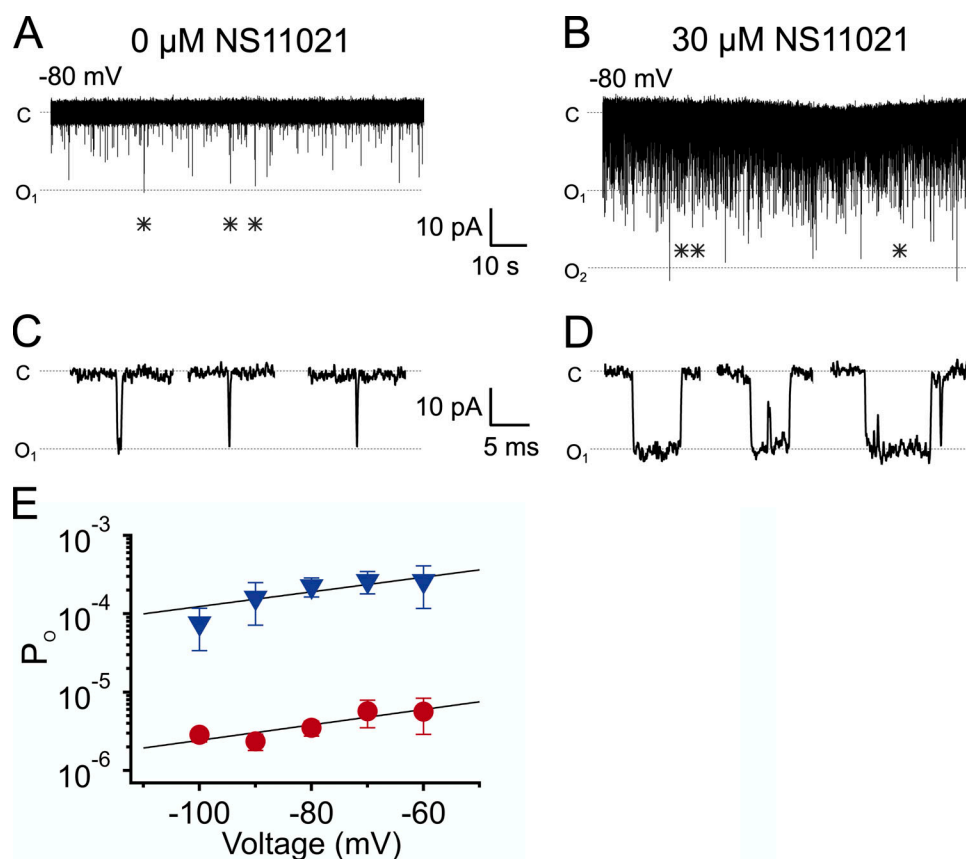 A
0 µM NS11021
-80 mV
C
O₁
* * *
10 pA
10 s
B
30 µM NS11021
-80 mV
C
O₁
** *
O₂
C
C
O₁
10 pA
5 ms
D
C
O₁
E
10⁻³
10⁻⁴
10⁻⁵
10⁻⁶
P_O
-100 -80 -60
Voltage (mV)